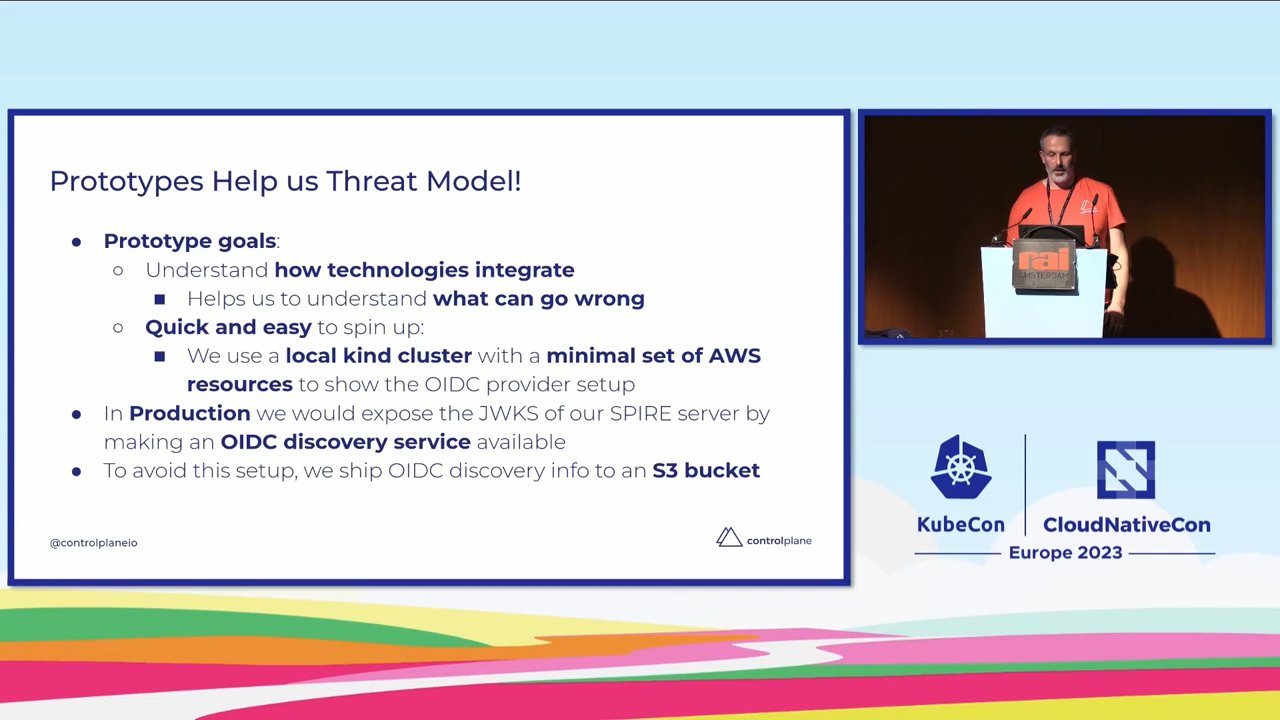 Prototypes Help us Threat Model!
● Prototype goals:
○ Understand how technologies integrate
■ Helps us to understand what can go wrong
○ Quick and easy to spin up:
■ We use a local kind cluster with a minimal set of AWS
resources to show the OIDC provider setup
● In Production we would expose the JWKS of our SPIRE server by
making an OIDC discovery service available
● To avoid this setup, we ship OIDC discovery info to an S3 bucket
@controlplaneio
controlplane
rai
AMSTERDAM
KubeCon
CloudNativeCon
Europe 2023